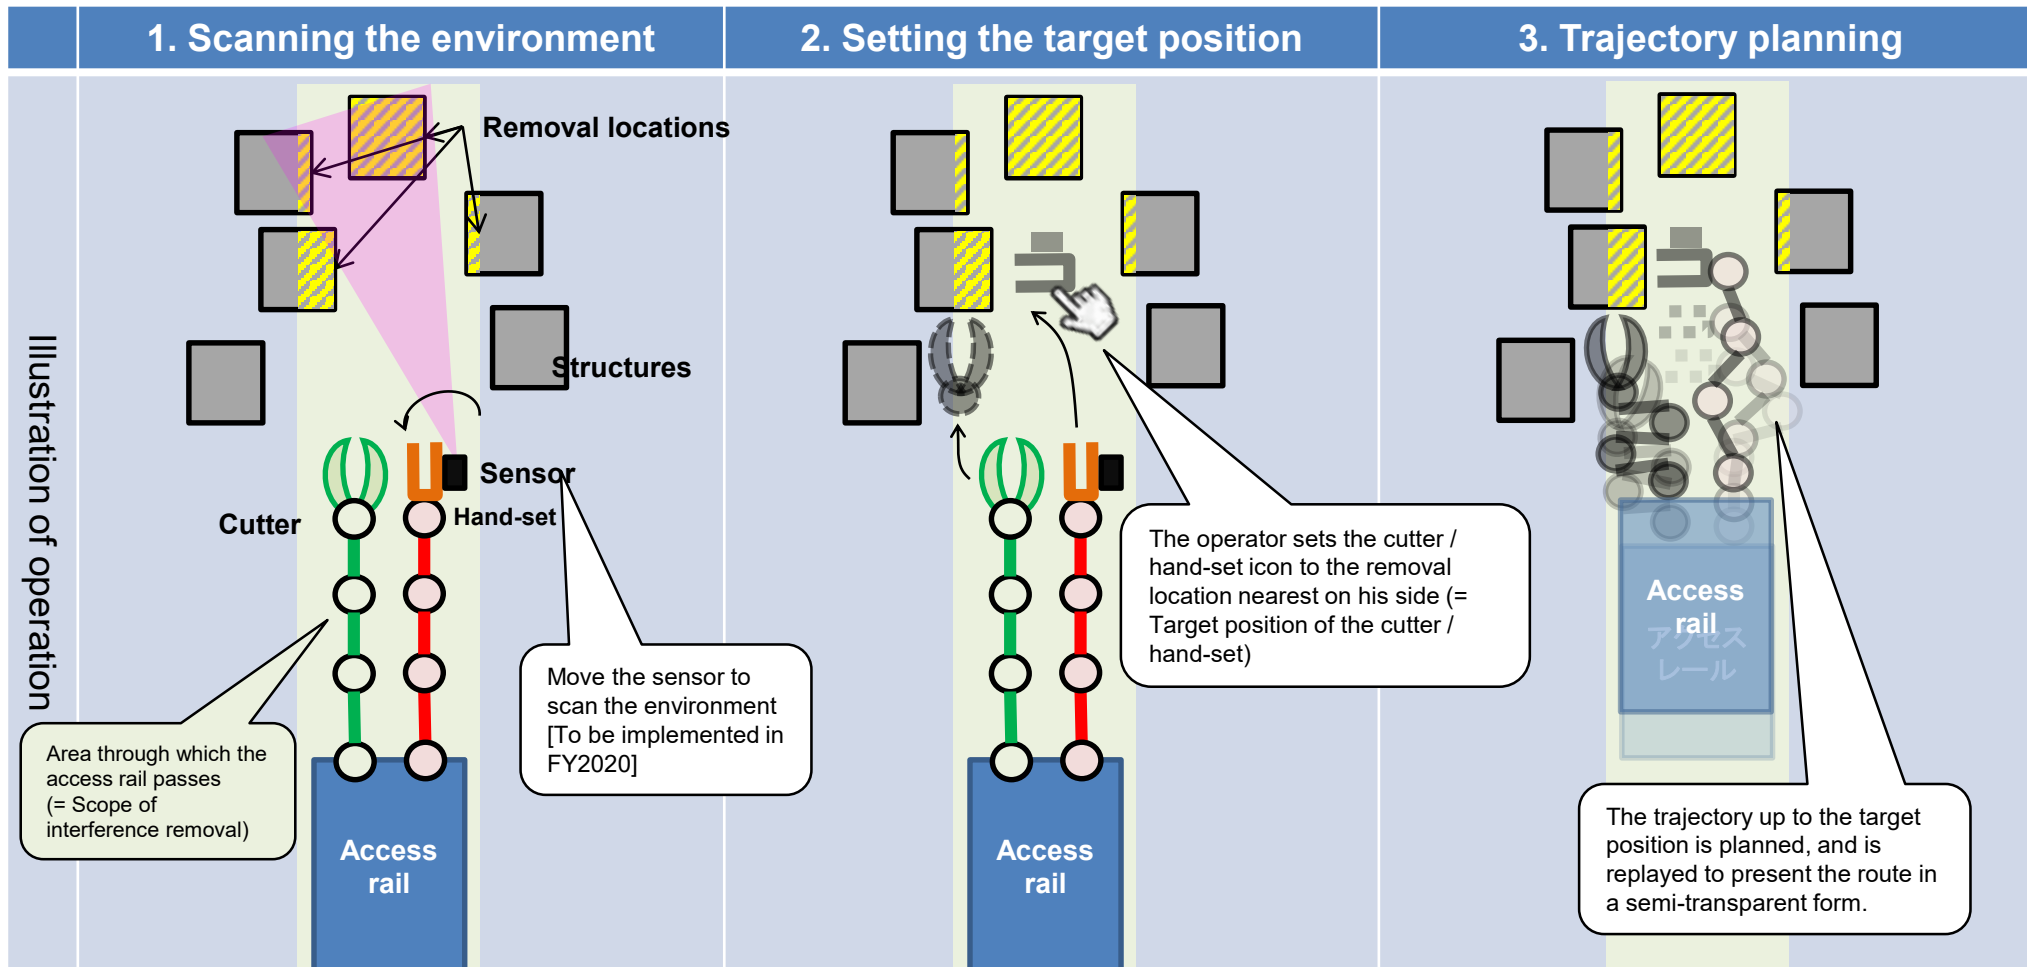 1. Scanning the environment
2. Setting the target position
3. Trajectory planning
Illustration of operation
Removal locations
Structures
Sensor
Hand-set
Cutter
Area through which the
access rail passes
(= Scope of
interference removal)
Move the sensor to
scan the environment
[To be implemented in
FY2020]
Access
rail
The operator sets the cutter /
hand-set icon to the removal
location nearest on his side (=
Target position of the cutter /
hand-set)
Access
rail
Access
rail
アクセス
レール
The trajectory up to the target
position is planned, and is
replayed to present the route in
a semi-transparent form.